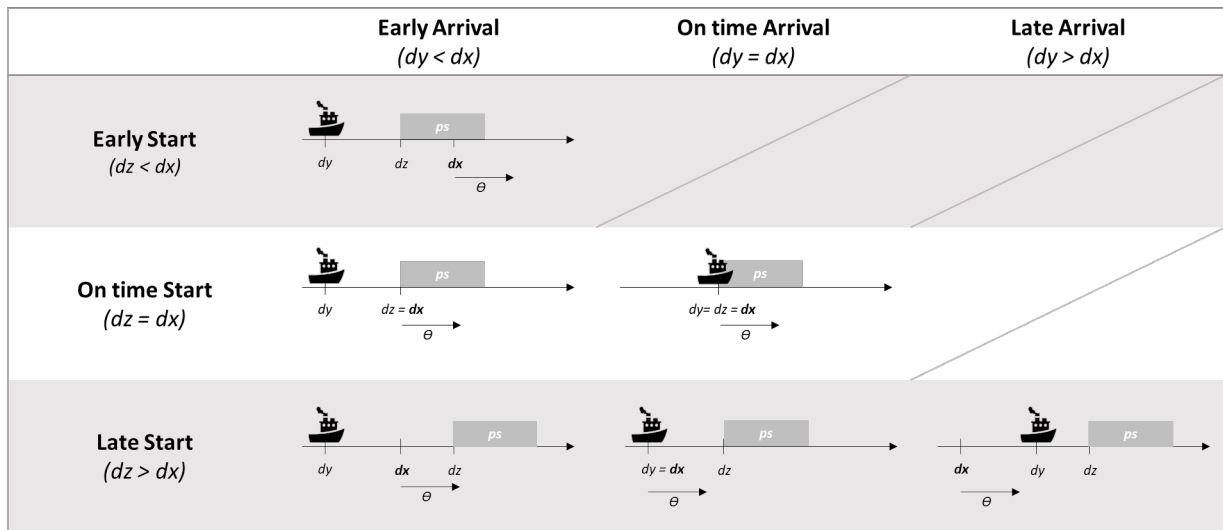 Early Arrival
(dy < dx)
On time Arrival
(dy = dx)
Late Arrival
(dy > dx)
Early Start
(dz < dx)
ps
dy
dz
dx
Θ
On time Start
(dz = dx)
ps
dy
dz = dx
Θ
ps
dy= dz = dx
Θ
Late Start
(dz > dx)
ps
dy
dx
dz
Θ
ps
dy = dx
dz
Θ
ps
dx
dy
dz
Θ